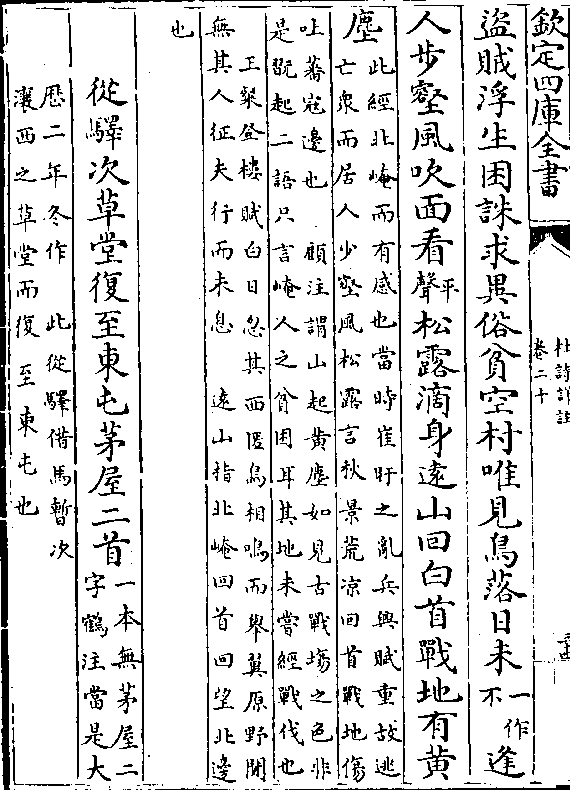 欽定四庫全書
杜詩詳註
卷二十
盜賊浮生困誅求異俗貧空村唯見鳥落日未一作不逢
人步壑風吹面看平聲松露滴身遠山回白首戰地有黃
塵此經北崦而有感也當時崔旰之亂兵興賦重故逃
亡衆而居人少壑風松露言秋景荒凉回首戰地傷
吐蕃寇邊也 顧注謂山起黃塵如見古戰塲之色非
是既起二語只言崦人之貧困耳其地未嘗經戰伐也
王粲登樓賦白日忽其西匿鳥相鳴而舉翼原野闃
無其人征夫行而未息 遠山指北崦回首回望北邊
也
從驛次草堂復至東屯茅屋二首一本無茅屋二
字鶴注當是大
厯二年冬作 此從驛借馬暫次
瀼西之草堂而復至東屯也